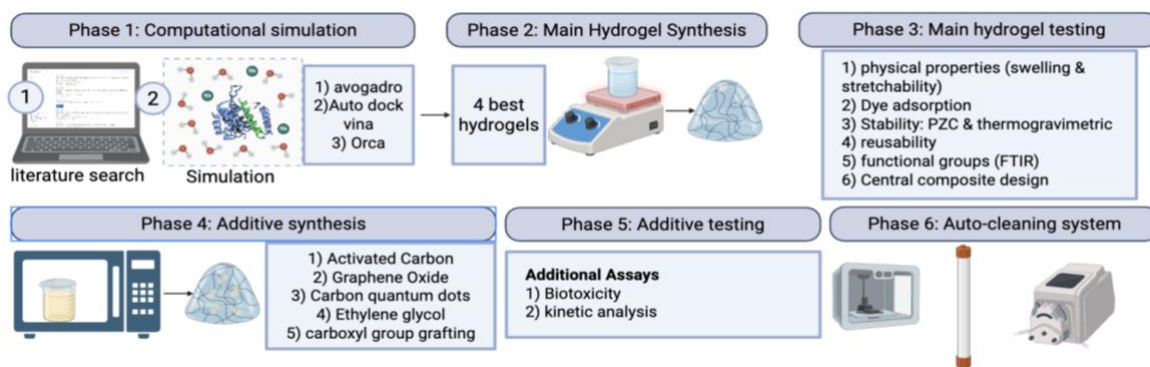 Phase 1: Computational simulation
1
2
1) avogadro
2)Auto dock
vina
3) Orca
literature search
Simulation
Phase 2: Main Hydrogel Synthesis
4 best
hydrogels
Phase 3: Main hydrogel testing
1) physical properties (swelling &
stretchability)
2) Dye adsorption
3) Stability: PZC & thermogravimetric
4) reusability
5) functional groups (FTIR)
6) Central composite design
Phase 4: Additive synthesis
1) Activated Carbon
2) Graphene Oxide
3) Carbon quantum dots
4) Ethylene glycol
5) carboxyl group grafting
Phase 5: Additive testing
Additional Assays
1) Biotoxicity
2) kinetic analysis
Phase 6: Auto-cleaning system